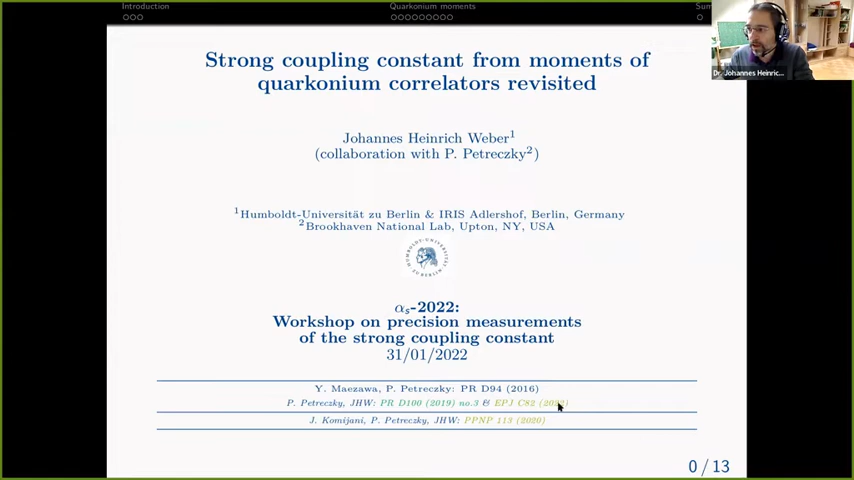 Introduction
Quarkonium moments
Sum
Strong coupling constant from moments of
quarkonium correlators revisited
Johannes Heinrich Weber¹
(collaboration with P. Petreczky²)
¹Humboldt-Universität zu Berlin & IRIS Adlershof, Berlin, Germany
²Brookhaven National Lab, Upton, NY, USA
αs-2022:
Workshop on precision measurements
of the strong coupling constant
31/01/2022
Y. Maezawa, P. Petreczky: PR D94 (2016)
P. Petreczky, JHW: PR D100 (2019) no.3 & EPJ C82 (2022)
J. Komijani, P. Petreczky, JHW: PPNP 113 (2020)
0 / 13
Dr. Johannes Heinric...